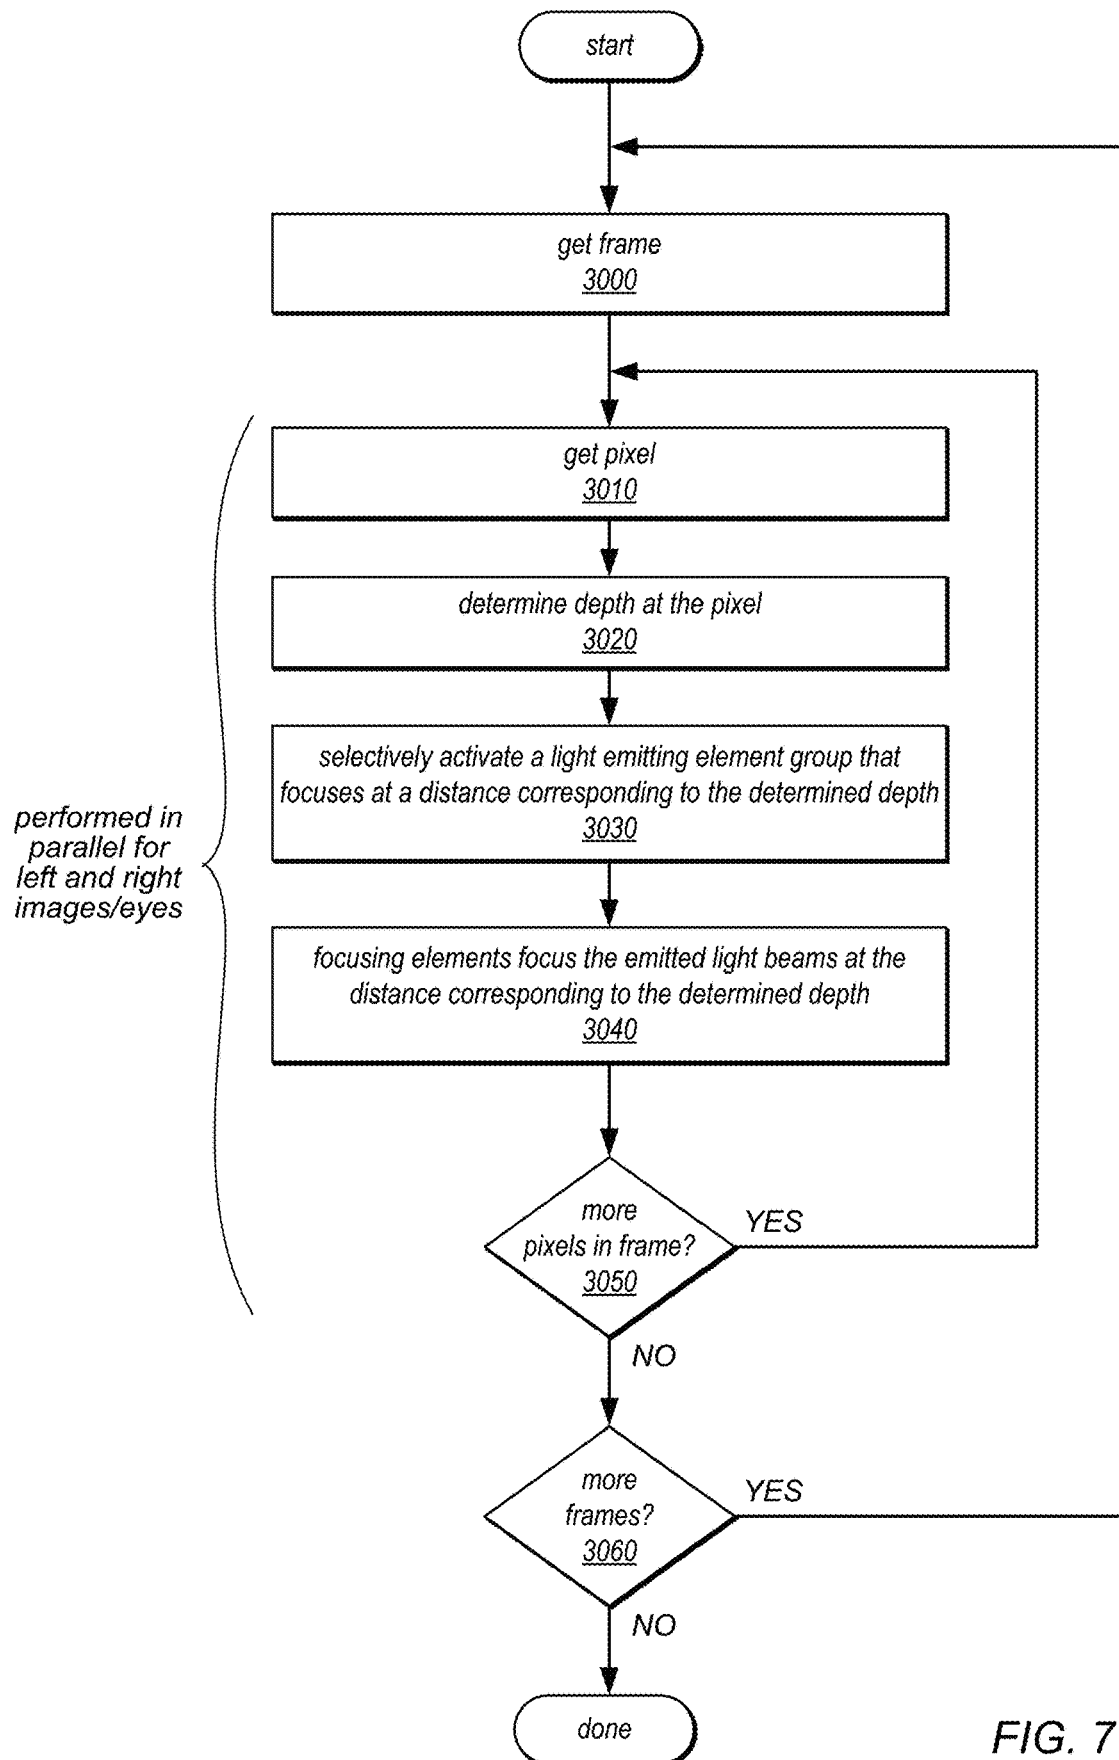 start
get frame
3000
get pixel
3010
determine depth at the pixel
3020
selectively activate a light emitting element group that
focuses at a distance corresponding to the determined depth
3030
performed in
parallel for
left and right
images/eyes
focusing elements focus the emitted light beams at the
distance corresponding to the determined depth
3040
more
pixels in frame?
3050
YES
NO
more
frames?
3060
YES
NO
done
FIG. 7